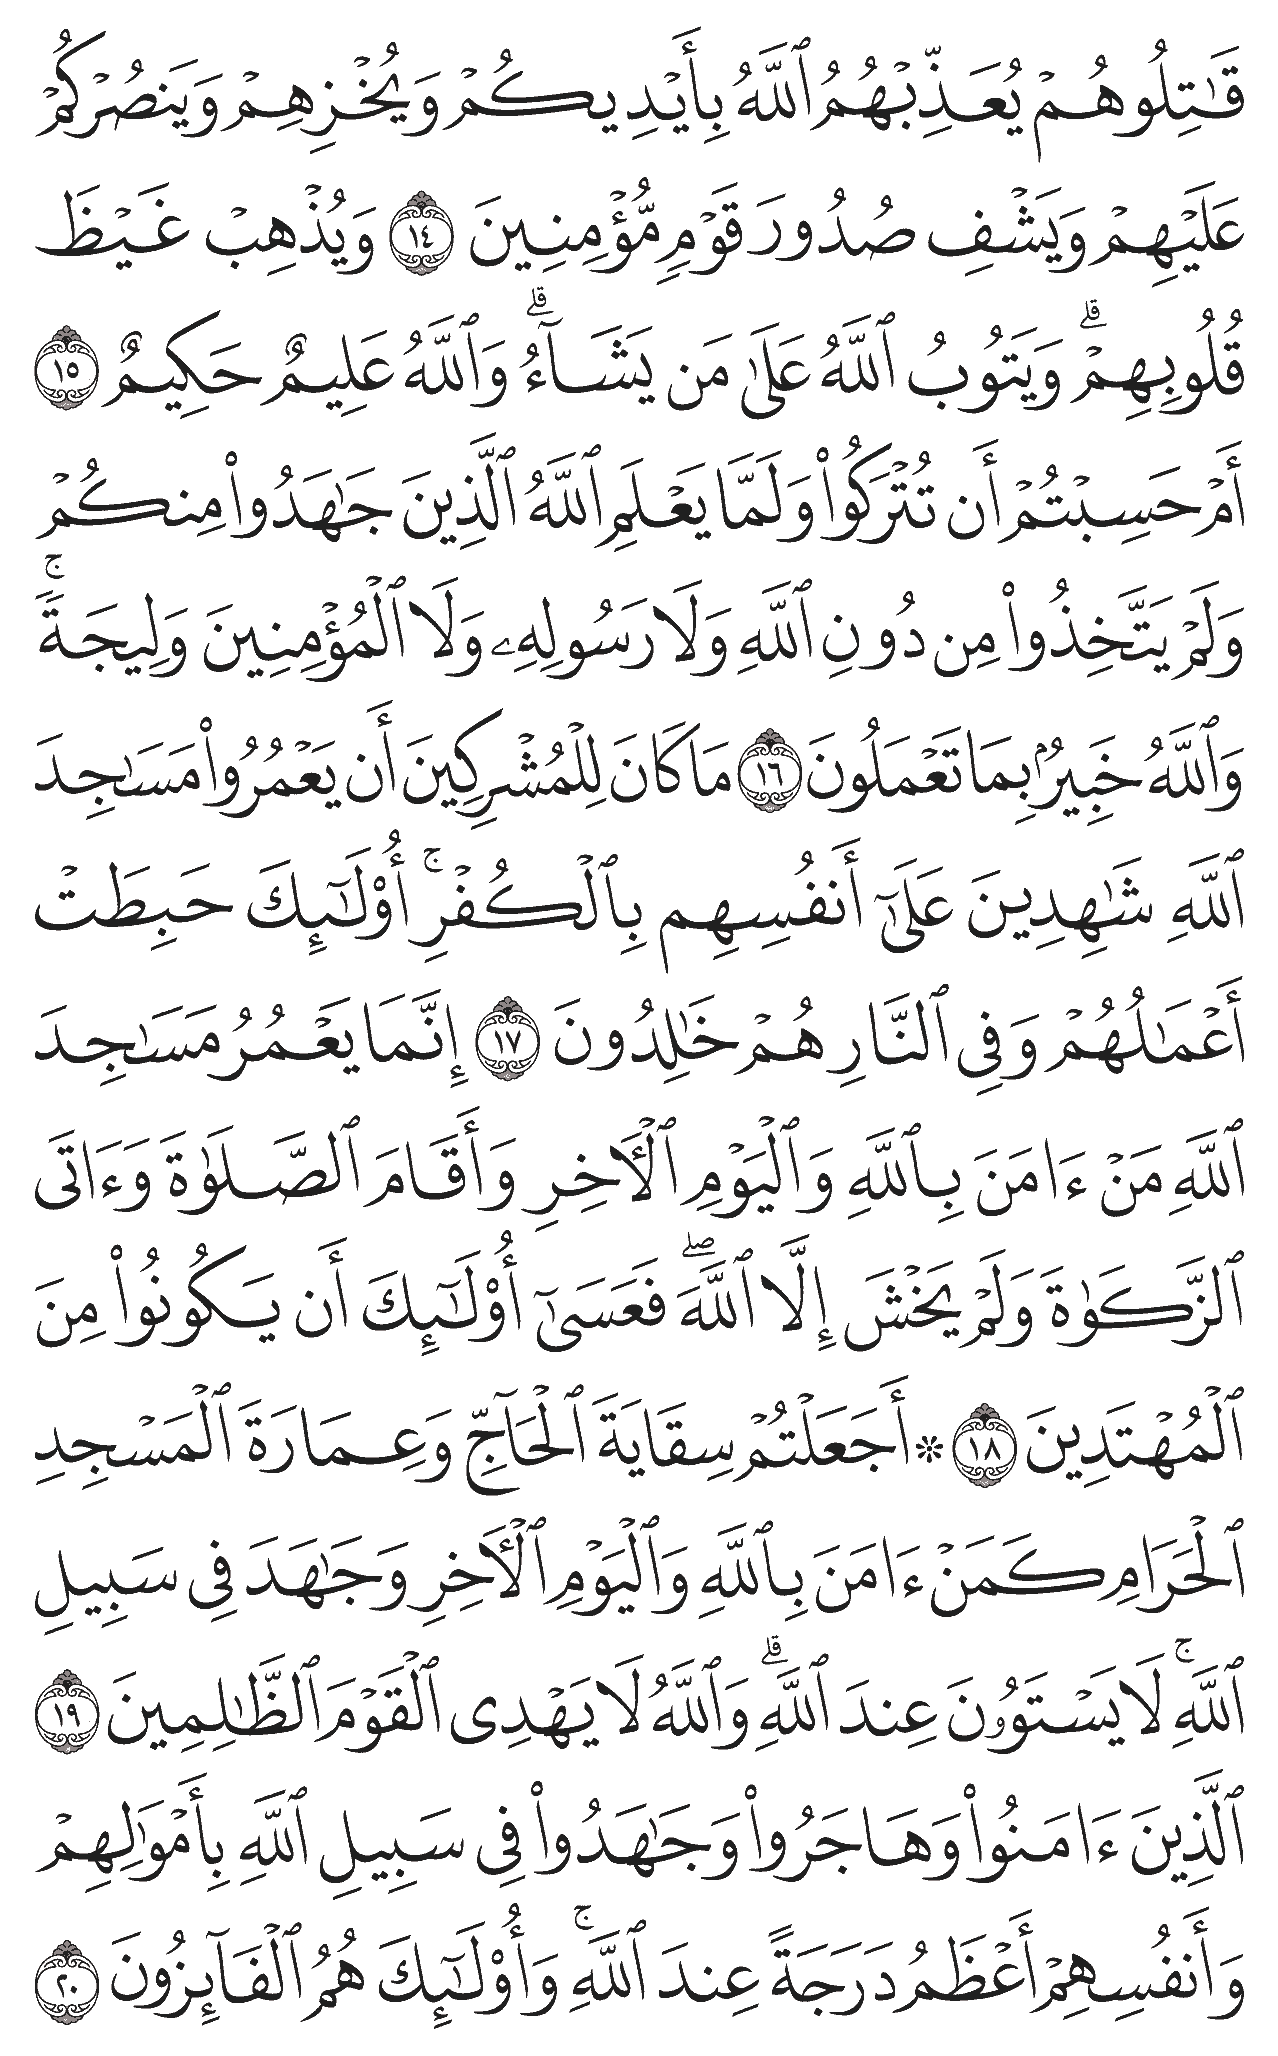 قَـٰتِلُوهُمۡ يُعَذِّبۡهُمُ ٱللَّهُ بِأَيۡدِيكُمۡ وَيُخۡزِهِمۡ وَيَنصُرۡكُمۡ
عَلَيۡهِمۡ وَيَشۡفِ صُدُورَ قَوۡمٖ مُّؤۡمِنِينَ ١٤ وَيُذۡهِبۡ غَيۡظَ
قُلُوبِهِمۡۗ وَيَتُوبُ ٱللَّهُ عَلَىٰ مَن يَشَآءُۗ وَٱللَّهُ عَلِيمٌ حَكِيمٌ ١٥
أَمۡ حَسِبۡتُمۡ أَن تُتۡرَكُواْ وَلَمَّا يَعۡلَمِ ٱللَّهُ ٱلَّذِينَ جَٰهَدُواْ مِنكُمۡ
وَلَمۡ يَتَّخِذُواْ مِن دُونِ ٱللَّهِ وَلَا رَسُولِهِۦ وَلَا ٱلۡمُؤۡمِنِينَ وَلِيجَةٗۚ
وَٱللَّهُ خَبِيرُۢ بِمَا تَعۡمَلُونَ ١٦ مَا كَانَ لِلۡمُشۡرِكِينَ أَن يَعۡمُرُواْ مَسَٰجِدَ
ٱللَّهِ شَٰهِدِينَ عَلَىٰٓ أَنفُسِهِم بِٱلۡكُفۡرِۚ أُوْلَٰٓئِكَ حَبِطَتۡ
أَعۡمَٰلُهُمۡ وَفِي ٱلنَّارِ هُمۡ خَٰلِدُونَ ١٧ إِنَّمَا يَعۡمُرُ مَسَٰجِدَ
ٱللَّهِ مَنۡ ءَامَنَ بِٱللَّهِ وَٱلۡيَوۡمِ ٱلۡأٓخِرِ وَأَقَامَ ٱلصَّلَوٰةَ وَءَاتَى
ٱلزَّكَوٰةَ وَلَمۡ يَخۡشَ إِلَّا ٱللَّهَۖ فَعَسَىٰٓ أُوْلَٰٓئِكَ أَن يَكُونُواْ مِنَ
ٱلۡمُهۡتَدِينَ ١٨ ۞ أَجَعَلۡتُمۡ سِقَايَةَ ٱلۡحَآجِّ وَعِمَارَةَ ٱلۡمَسۡجِدِ
ٱلۡحَرَامِ كَمَنۡ ءَامَنَ بِٱللَّهِ وَٱلۡيَوۡمِ ٱلۡأٓخِرِ وَجَٰهَدَ فِي سَبِيلِ
ٱللَّهِۚ لَا يَسۡتَوُۥنَ عِندَ ٱللَّهِۗ وَٱللَّهُ لَا يَهۡدِي ٱلۡقَوۡمَ ٱلظَّٰلِمِينَ ١٩
ٱلَّذِينَ ءَامَنُواْ وَهَاجَرُواْ وَجَٰهَدُواْ فِي سَبِيلِ ٱللَّهِ بِأَمۡوَٰلِهِمۡ
وَأَنفُسِهِمۡ أَعۡظَمُ دَرَجَةً عِندَ ٱللَّهِۚ وَأُوْلَٰٓئِكَ هُمُ ٱلۡفَآئِزُونَ ٢٠